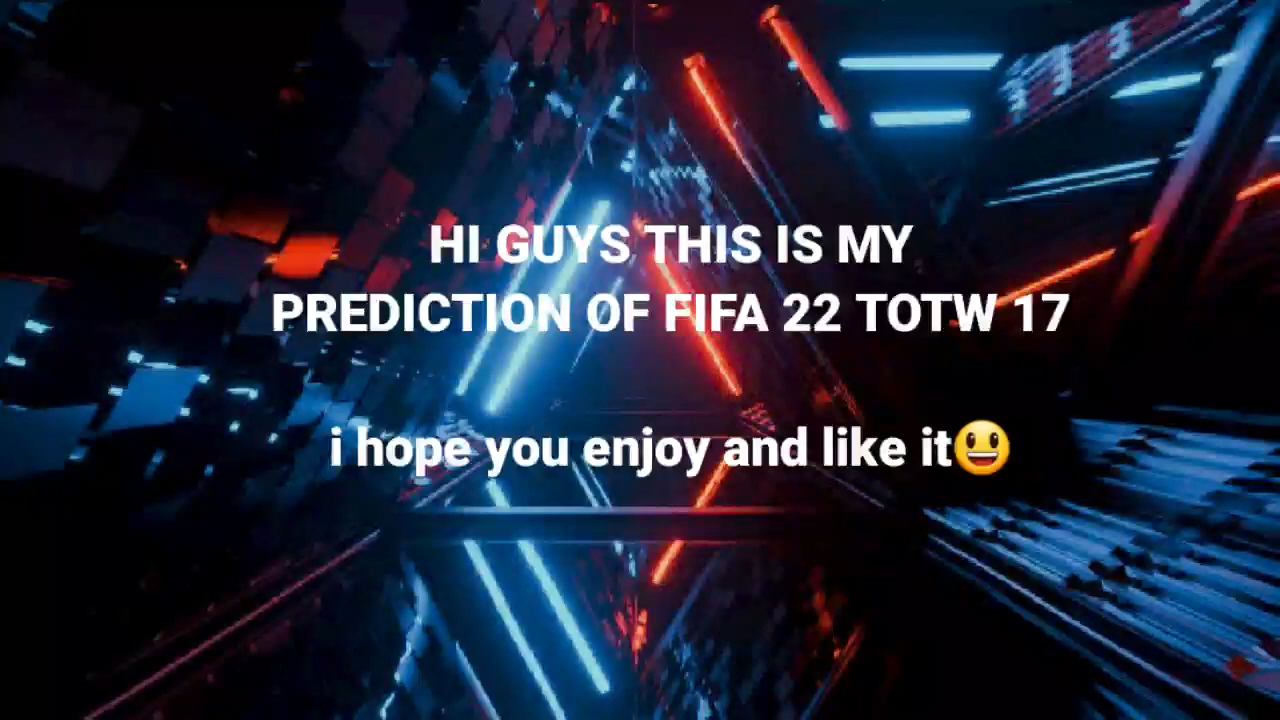 HI GUYS THIS IS MY
PREDICTION OF FIFA 22 TOTW 17
i hope you enjoy and like it😃